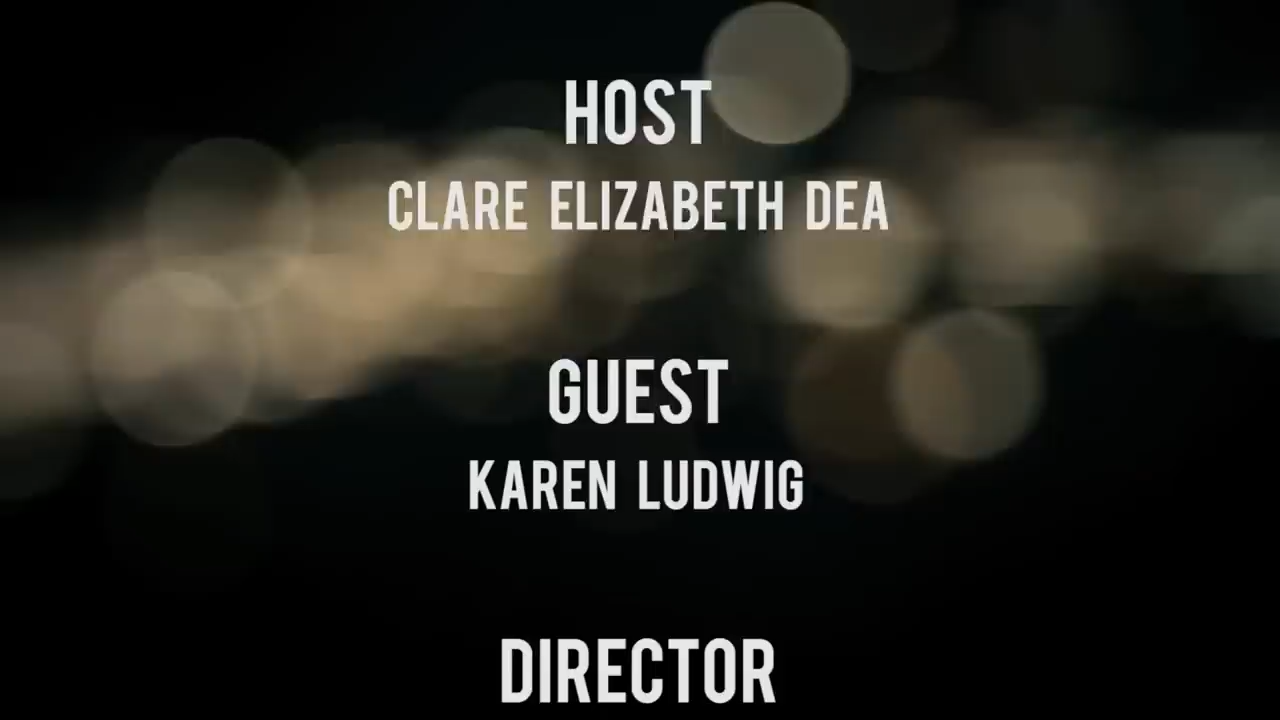 HOST
CLARE ELIZABETH DEA
GUEST
KAREN LUDWIG
DIRECTOR